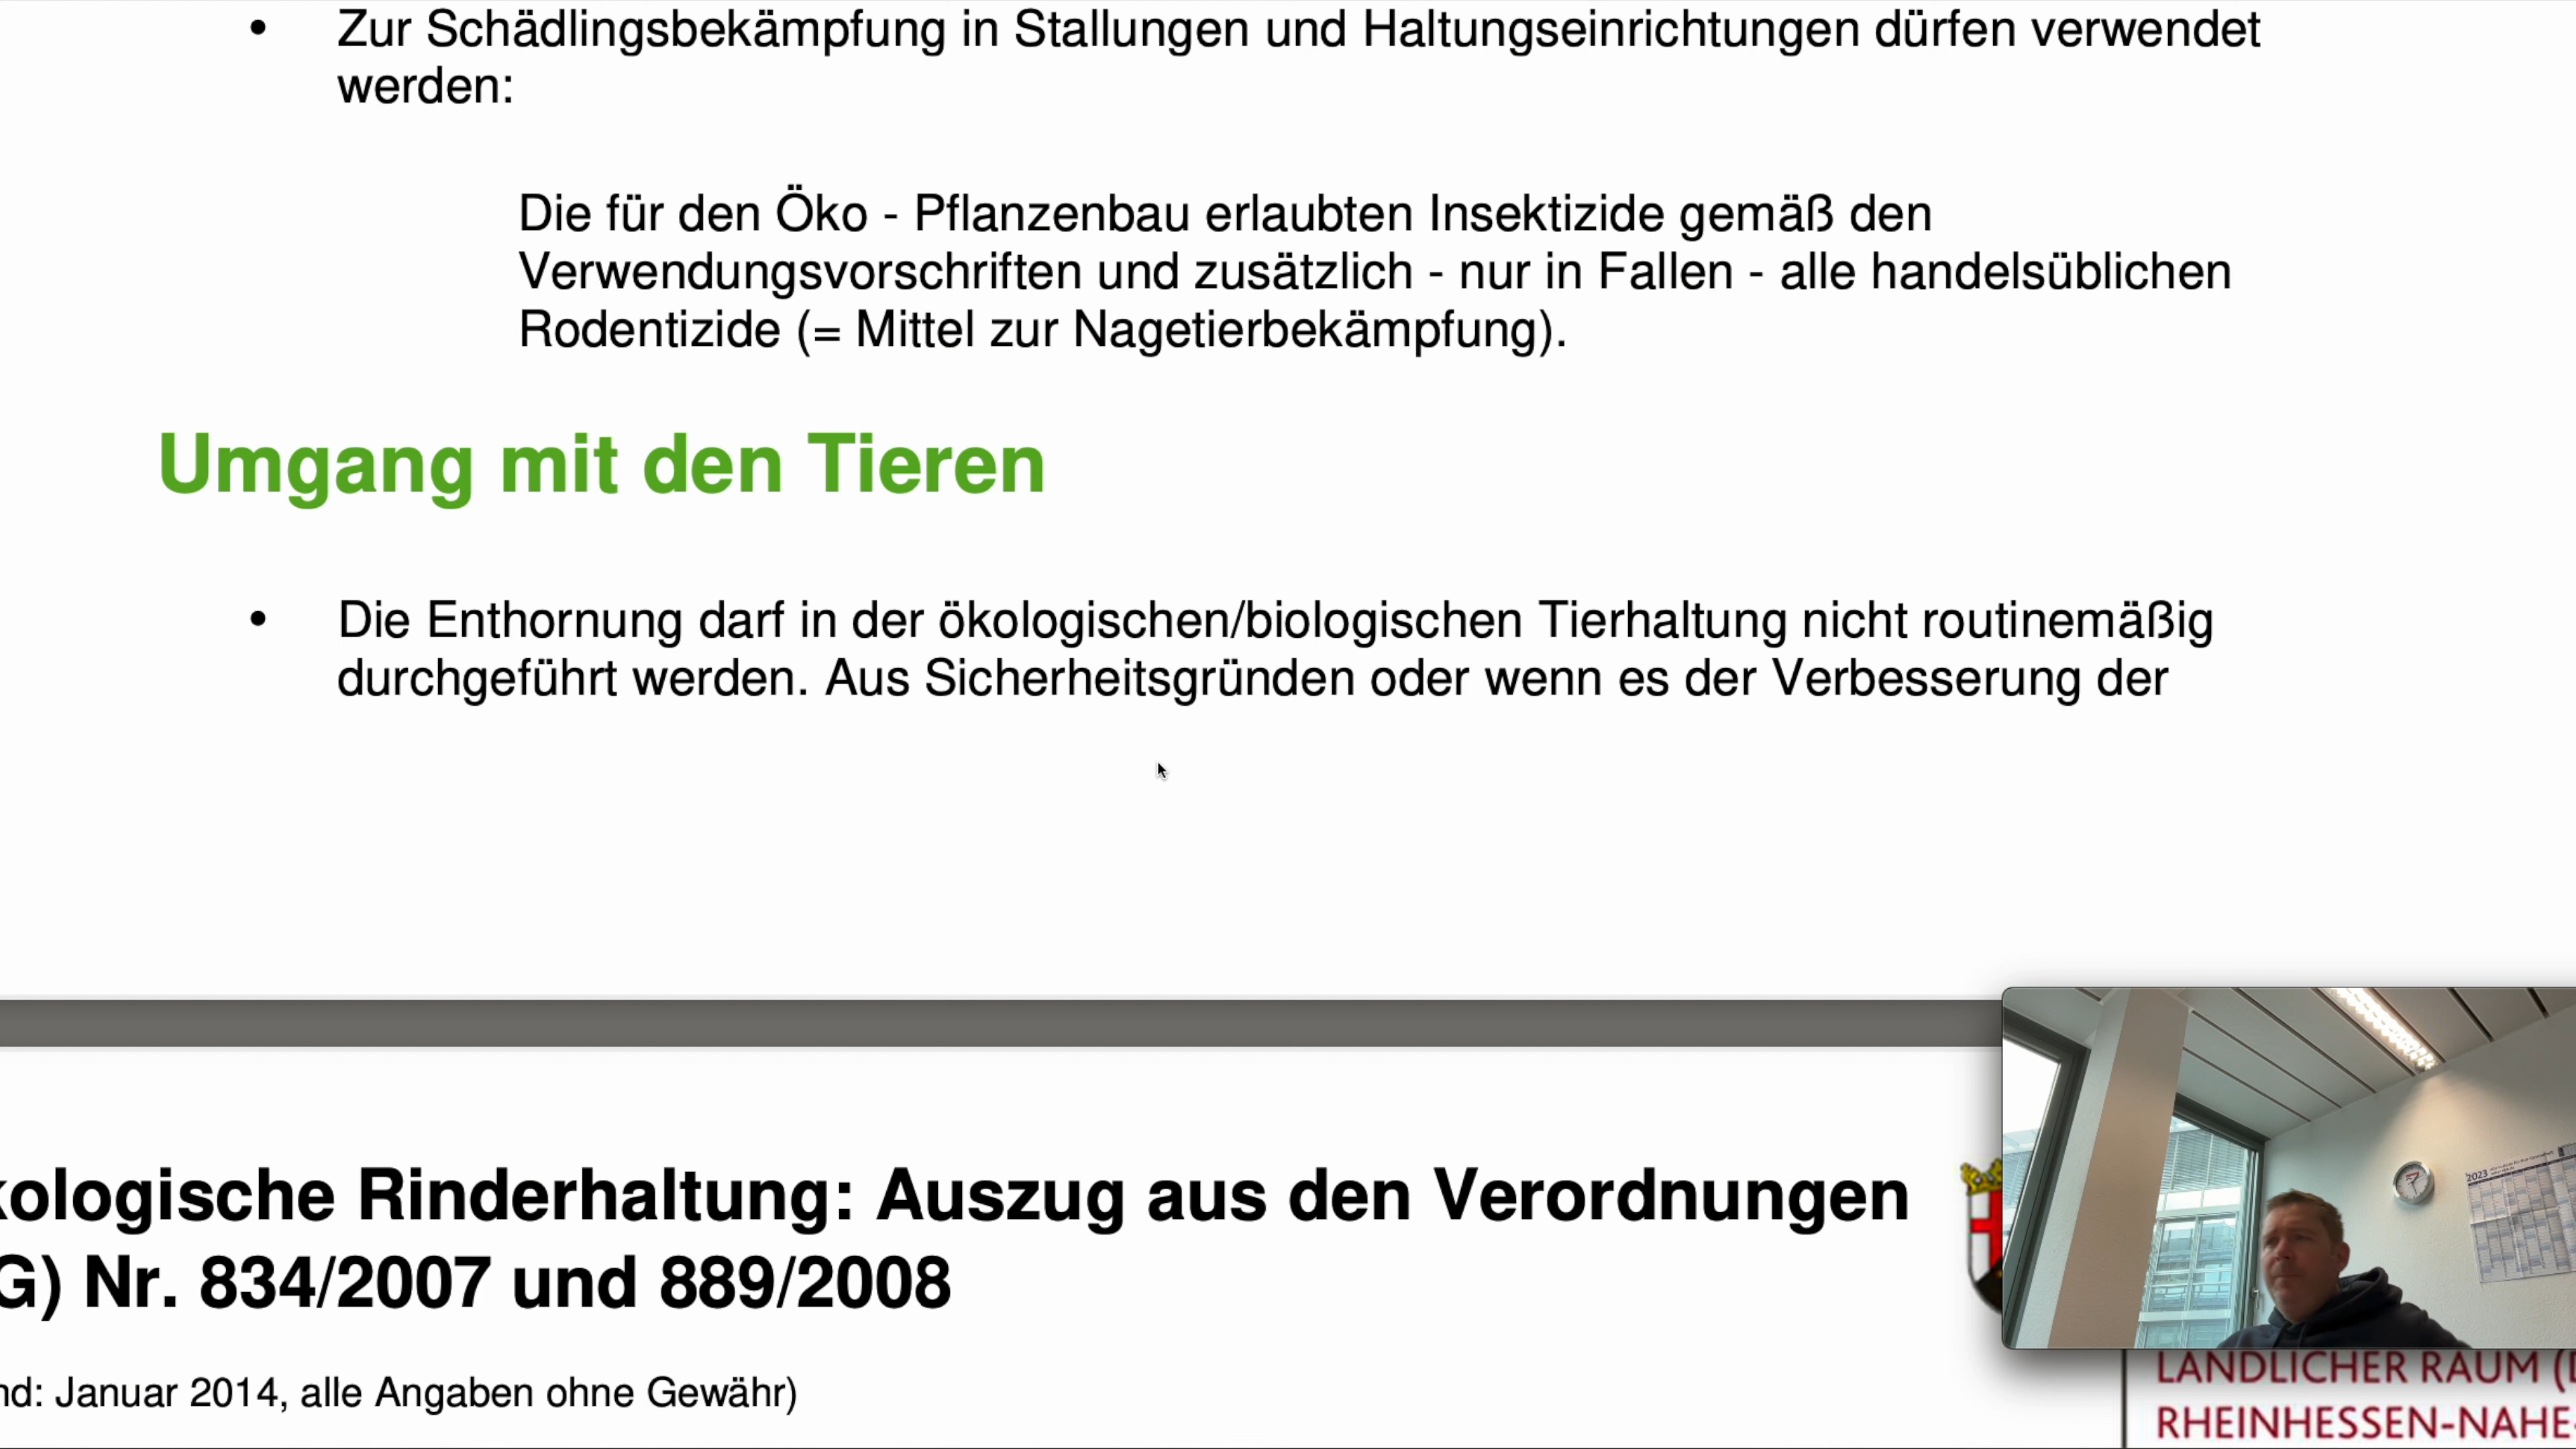 • Zur Schädlingsbekämpfung in Stallungen und Haltungseinrichtungen dürfen verwendet
werden:
Die für den Öko - Pflanzenbau erlaubten Insektizide gemäß den
Verwendungsvorschriften und zusätzlich - nur in Fallen - alle handelsüblichen
Rodentizide (= Mittel zur Nagetierbekämpfung).
Umgang mit den Tieren
• Die Enthornung darf in der ökologischen/biologischen Tierhaltung nicht routinemäßig
durchgeführt werden. Aus Sicherheitsgründen oder wenn es der Verbesserung der
kologische Rinderhaltung: Auszug aus den Verordnungen
G) Nr. 834/2007 und 889/2008
nd: Januar 2014, alle Angaben ohne Gewähr)
2023
LÄNDLICHER RAUM (
RHEINHESSEN-NAHE-